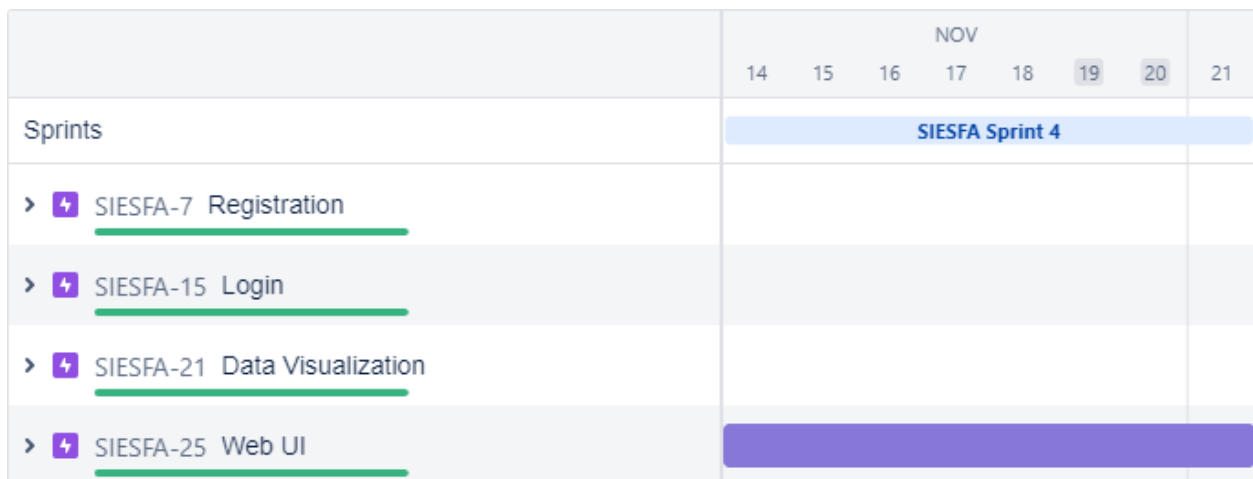 NOV
14 15 16 17 18 19 20 21
Sprints SIESFA Sprint 4
SIESFA-7 Registration
SIESFA-15 Login
SIESFA-21 Data Visualization
SIESFA-25 Web UI